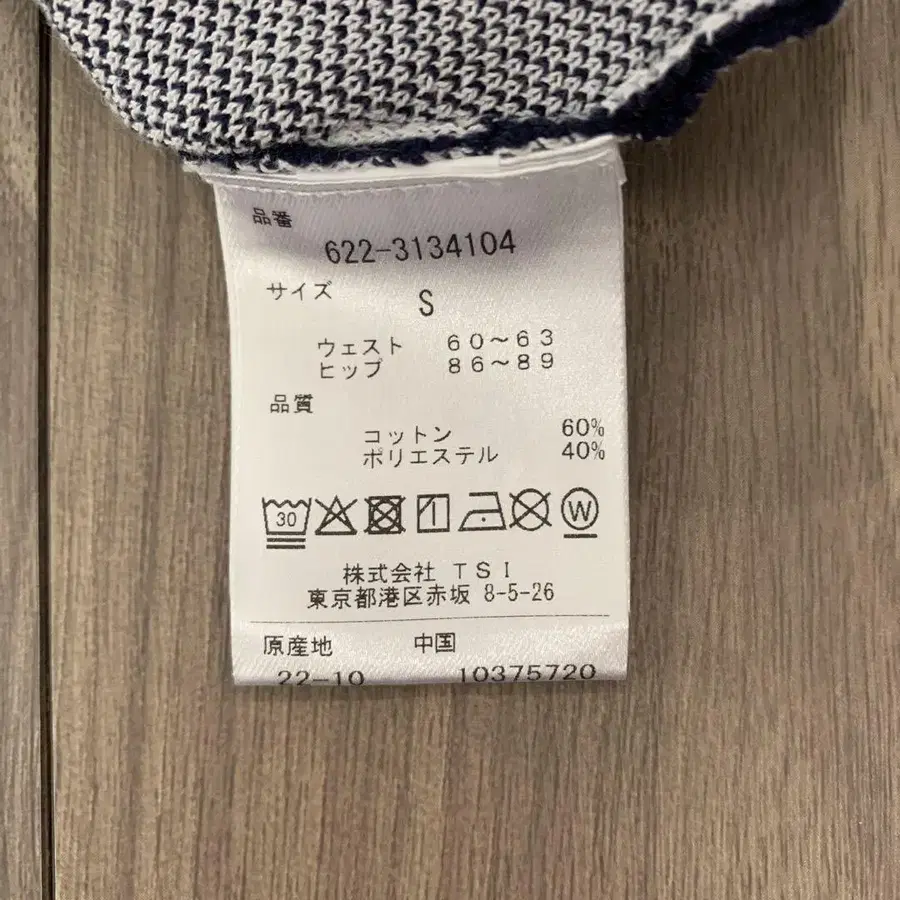 品番
622-3134104
サイズ
S
ウェスト 60～63
ヒップ 86～89
品質
コットン 60%
ポリエステル 40%
30 W
株式会社 TSI
東京都港区赤坂 8-5-26
原産地 中国
22-10 10375720